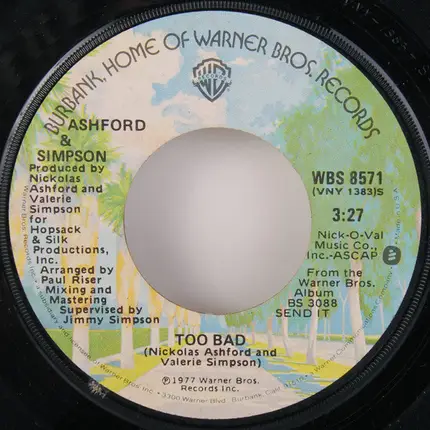 BURBANK, HOME OF WARNER BROS. RECORDS
ASHFORD
&
SIMPSON
Produced by
Nickolas
Ashford and
Valerie
Simpson for
Hopsack
& Silk
Productions,
Inc.
Arranged by
Paul Riser
Mixing and
Mastering
Supervised by
Jimmy Simpson
WBS 8571
(VNY 1383)S
3:27
Nick-O-Val
Music Co.,
Inc.-ASCAP
From the
Warner Bros.
Album
BS 3088
SEND IT
TOO BAD
(Nickolas Ashford and
Valerie Simpson)
℗1977 Warner Bros.
Records Inc.